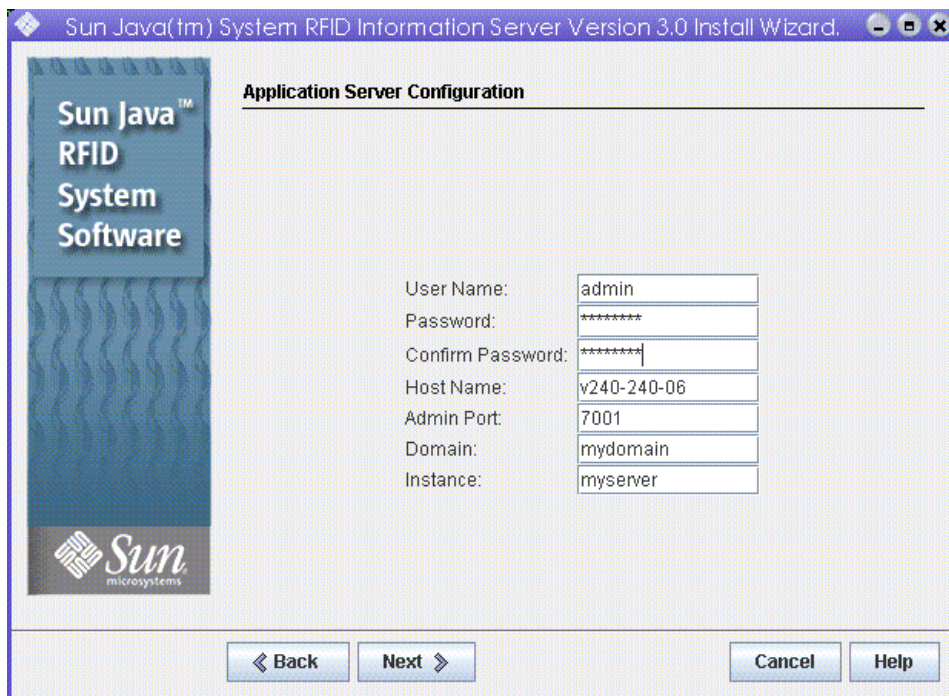 Sun Java(tm) System RFID Information Server Version 3.0 Install Wizard.
Sun Java™
RFID
System
Software
Application Server Configuration
User Name: admin
Password: ********
Confirm Password: ********
Host Name: v240-240-06
Admin Port: 7001
Domain: mydomain
Instance: myserver
Sun
microsystems
Back
Next
Cancel
Help